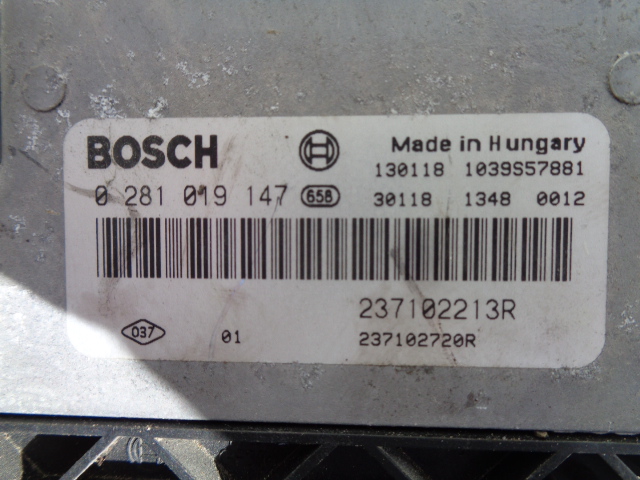 BOSCH Made in Hungary
130118 1039S57881
0 281 019 147 658 30118 1348 0012
237102213R
037 01 237102720R